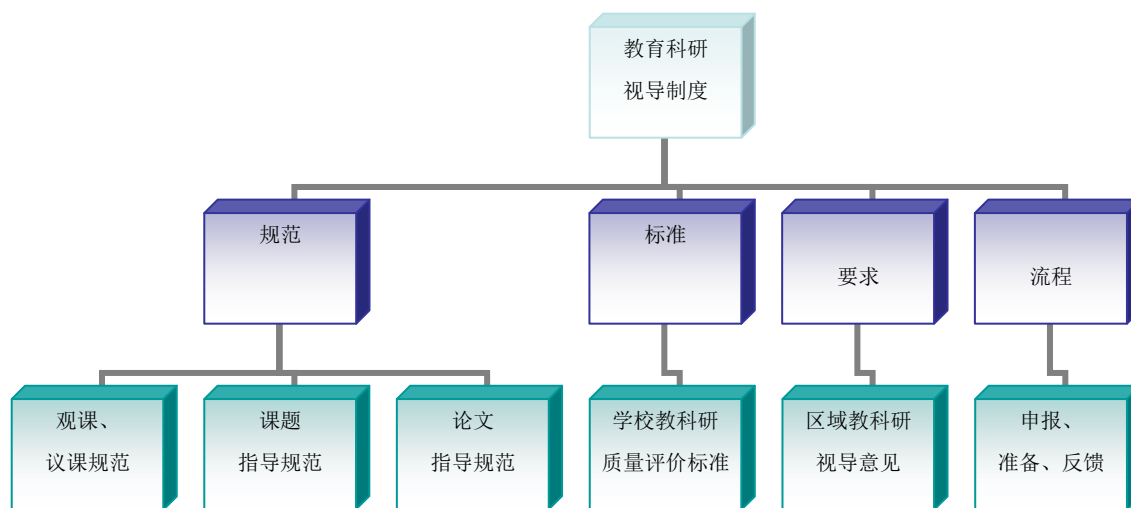 教育科研
视导制度
规范
标准
要求
流程
观课、
议课规范
课题
指导规范
论文
指导规范
学校教科研
质量评价标准
区域教科研
视导意见
申报、
准备、反馈